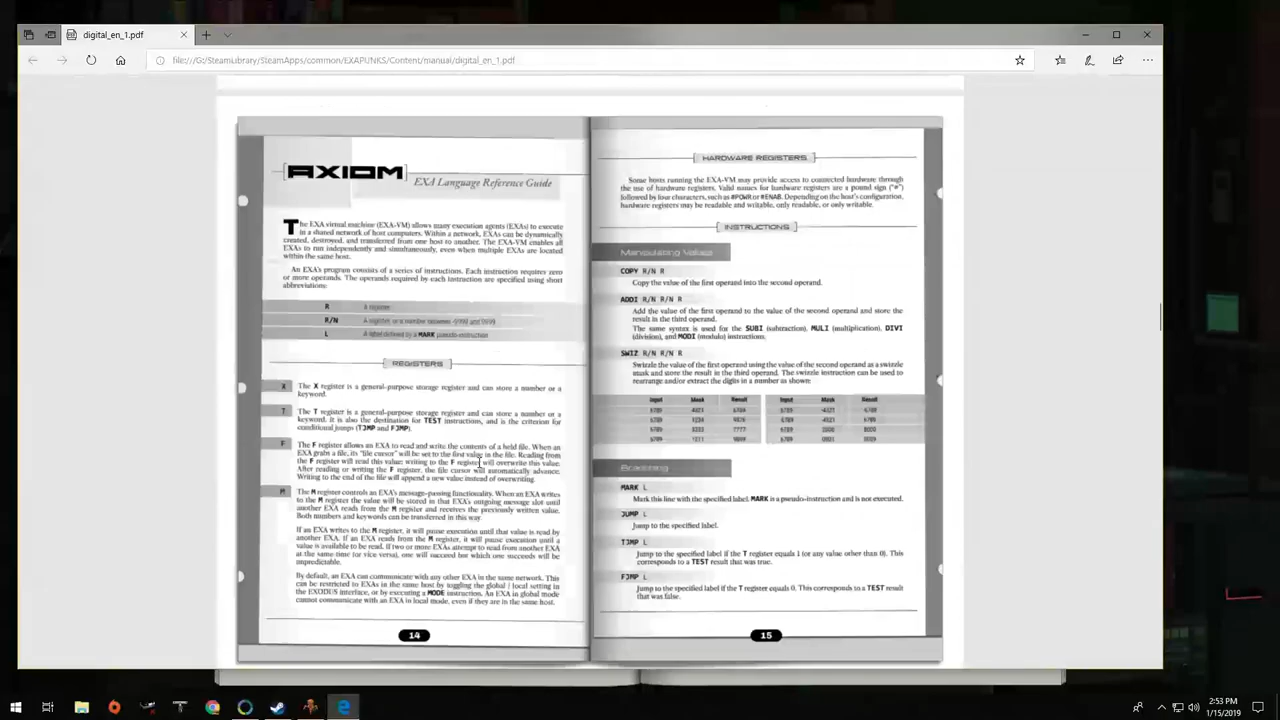 digital_en_1.pdf
file:///G:/SteamLibrary/SteamApps/common/EXAPUNKS/Content/manual/digital_en_1.pdf
AXIOM
EXA Language Reference Guide
The EXA virtual machine (EXA-VM) allows many execution agents (EXAs) to execute
in a shared network of host computers. Within a network, EXAs can be dynamically
created, destroyed, and transferred from one host to another. The EXA-VM enables all
EXAs to run independently and simultaneously, even when multiple EXAs are located
within the same host.
An EXA's program consists of a series of instructions. Each instruction requires zero
or more operands. The operands required by each instruction are specified using short
abbreviations:
R A register
R/N A register or a number between -9999 and 9999
L A label defined by a MARK pseudo-instruction
REGISTERS
X The X register is a general-purpose storage register and can store a number or a
keyword.
T The T register is a general-purpose storage register and can store a number or a
keyword. It is also the destination for TEST instructions, and is the criterion for
conditional jumps (TJMP and FJMP).
F The F register allows an EXA to read and write the contents of a held file. When an
EXA grabs a file, its "file cursor" will be set to the first value in the file. Reading from
the F register will read this value; writing to the F register will overwrite this value.
After reading or writing the F register, the file cursor will automatically advance.
Writing to the end of the file will append a new value instead of overwriting.
M The M register controls an EXA's message-passing functionality. When an EXA writes
to the M register the value will be stored in that EXA's outgoing message slot until
another EXA reads from the M register and receives the previously written value.
Both numbers and keywords can be transferred in this way.
If an EXA writes to the M register, it will pause execution until that value is read by
another EXA. If an EXA reads from the M register, it will pause execution until a
value is available to be read. If two or more EXAs attempt to read from another EXA
at the same time (or vice versa), one will succeed but which one succeeds will be
unpredictable.
By default, an EXA can communicate with any other EXA in the same network. This
can be restricted to EXAs in the same host by toggling the global / local setting in
the EXODUS interface, or by executing a MODE instruction. An EXA in global mode
cannot communicate with an EXA in local mode, even if they are in the same host.
14
HARDWARE REGISTERS
Some hosts running the EXA-VM may provide access to connected hardware through
the use of hardware registers. Valid names for hardware registers are a pound sign ("#")
followed by four characters, such as #POWR or #ENAB. Depending on the host's configuration,
hardware registers may be readable and writable, only readable, or only writable.
INSTRUCTIONS
Manipulating Values
COPY R/N R
Copy the value of the first operand into the second operand.
ADDI R/N R/N R
Add the value of the first operand to the value of the second operand and store the
result in the third operand.
The same syntax is used for the SUBI (subtraction), MULI (multiplication), DIVI
(division), and MODI (modulo) instructions.
SWIZ R/N R/N R
Swizzle the value of the first operand using the value of the second operand as a swizzle
mask and store the result in the third operand. The swizzle instruction can be used to
rearrange and/or extract the digits in a number as shown:
Input Mask Result Input Mask Result
6789 4321 6789 6789 -4321 -6789
6789 1234 9876
6789 3333 7777
6789 1211 9899
Branching
MARK L
Mark this line with the specified label. MARK is a pseudo-instruction and is not executed.
JUMP L
Jump to the specified label.
TJMP L
Jump to the specified label if the T register equals 1 (or any value other than 0). This
corresponds to a TEST result that was true.
FJMP L
Jump to the specified label if the T register equals 0. This corresponds to a TEST result
that was false.
15
2:53 PM
1/15/2019